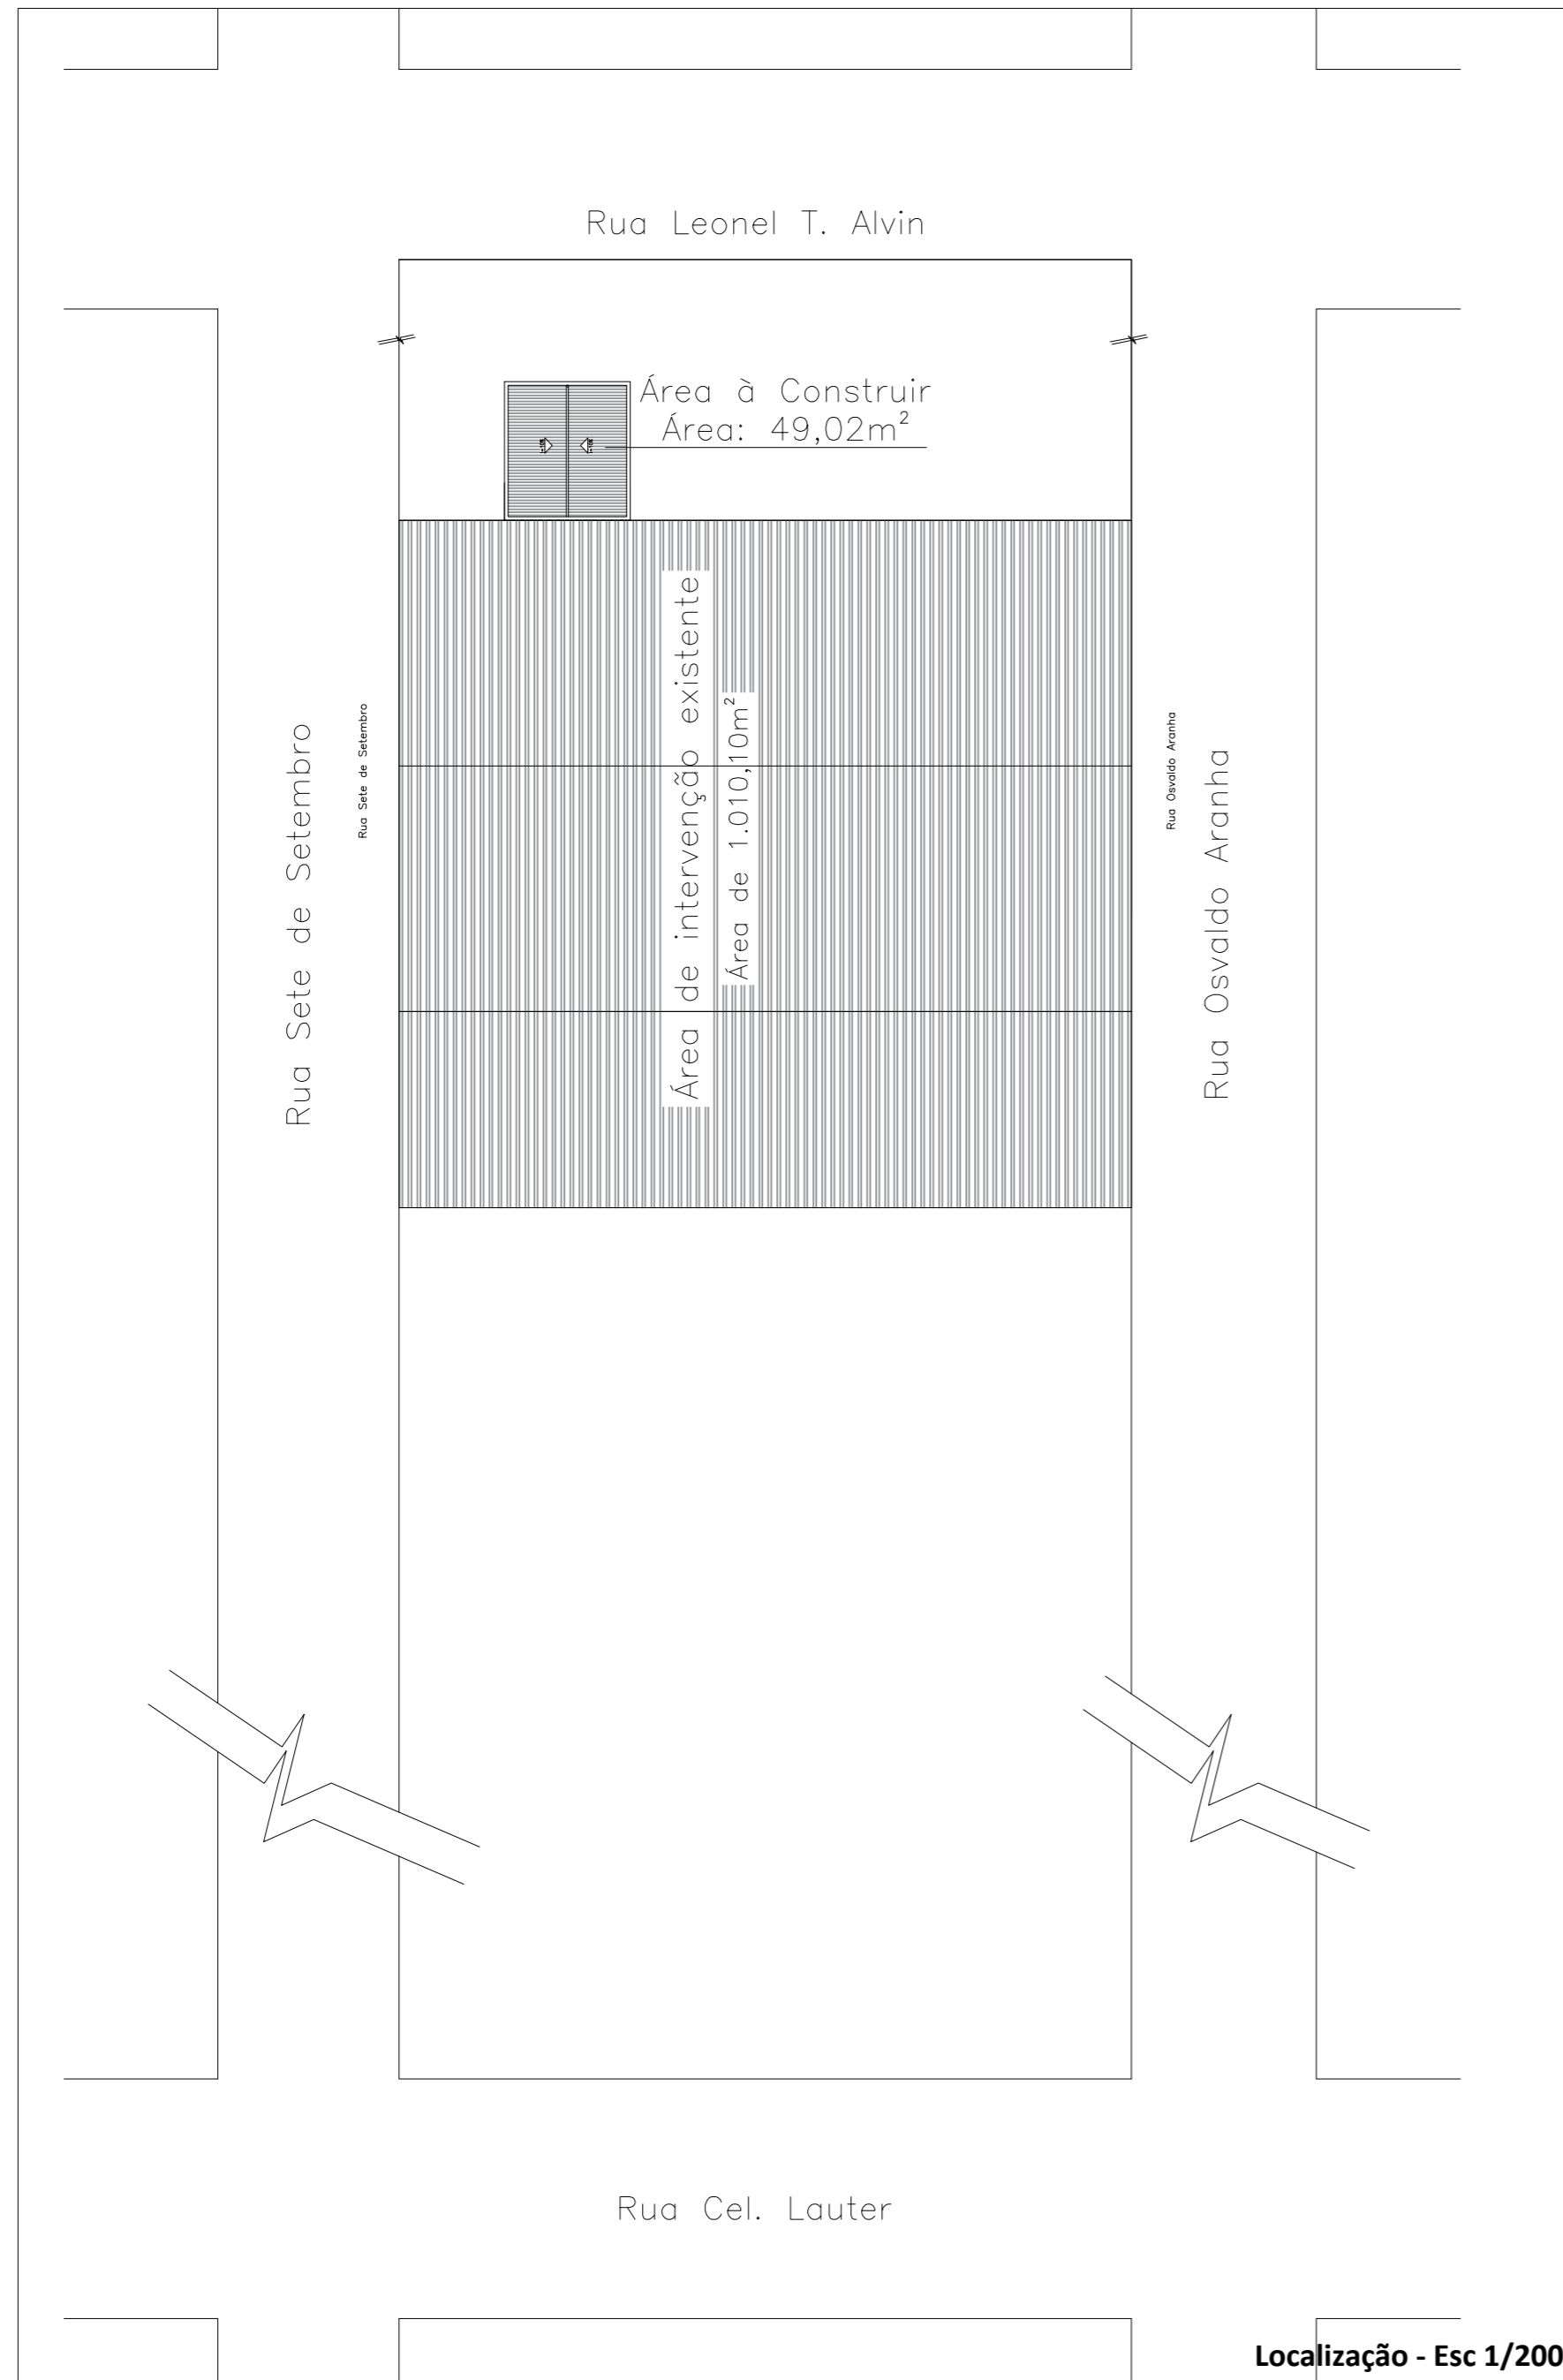 Rua Leonel T. Alvin
Área à Construir
Área: 49,02m²
Área de intervenção existente
Área de 1.010,10m²
Rua Sete de Setembro
Rua Sete de Setembro
Rua Osvaldo Aranha
Rua Osvaldo Aranha
Rua Cel. Lauter
Localização - Esc 1/200